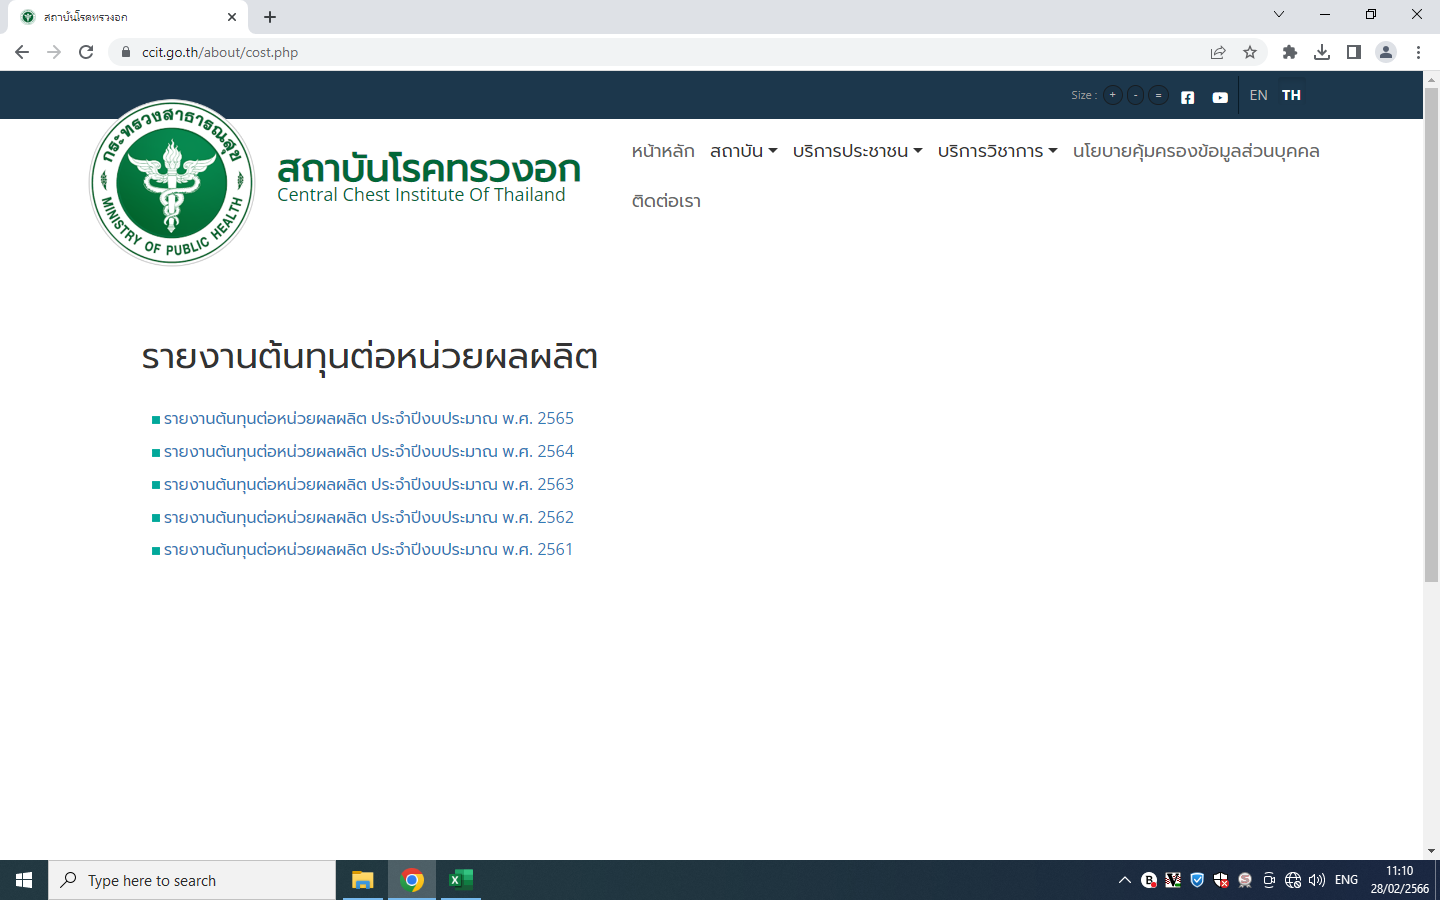 สถาบันโรคทรวงอก
ccit.go.th/about/cost.php
Size : + - = EN TH
กระทรวงสาธารณสุข
MINISTRY OF PUBLIC HEALTH
สถาบันโรคทรวงอก
Central Chest Institute Of Thailand
หน้าหลัก สถาบัน บริการประชาชน บริการวิชาการ นโยบายคุ้มครองข้อมูลส่วนบุคคล
ติดต่อเรา
รายงานต้นทุนต่อหน่วยผลผลิต
รายงานต้นทุนต่อหน่วยผลผลิต ประจำปีงบประมาณ พ.ศ. 2565
รายงานต้นทุนต่อหน่วยผลผลิต ประจำปีงบประมาณ พ.ศ. 2564
รายงานต้นทุนต่อหน่วยผลผลิต ประจำปีงบประมาณ พ.ศ. 2563
รายงานต้นทุนต่อหน่วยผลผลิต ประจำปีงบประมาณ พ.ศ. 2562
รายงานต้นทุนต่อหน่วยผลผลิต ประจำปีงบประมาณ พ.ศ. 2561
Type here to search
ENG
11:10
28/02/2566